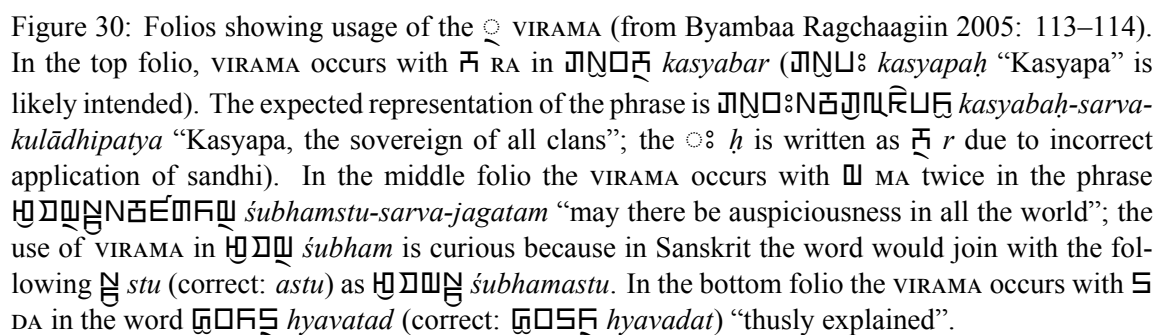 Figure 30: Folios showing usage of the VIRAMA (from Byambaa Ragchaagiin 2005: 113–114).
In the top folio, VIRAMA occurs with RA in kasyabar ( kasyapaḥ “Kasyapa” is
likely intended). The expected representation of the phrase is kasyabaḥ-sarva-
kulādhipatya “Kasyapa, the sovereign of all clans”; the ḥ is written as r due to incorrect
application of sandhi). In the middle folio the VIRAMA occurs with MA twice in the phrase
śubhamstu-sarva-jagatam “may there be auspiciousness in all the world”; the
use of VIRAMA in śubham is curious because in Sanskrit the word would join with the fol-
lowing stu (correct: astu) as śubhamastu. In the bottom folio the VIRAMA occurs with
DA in the word hyavatad (correct: hyavadat) “thusly explained”.